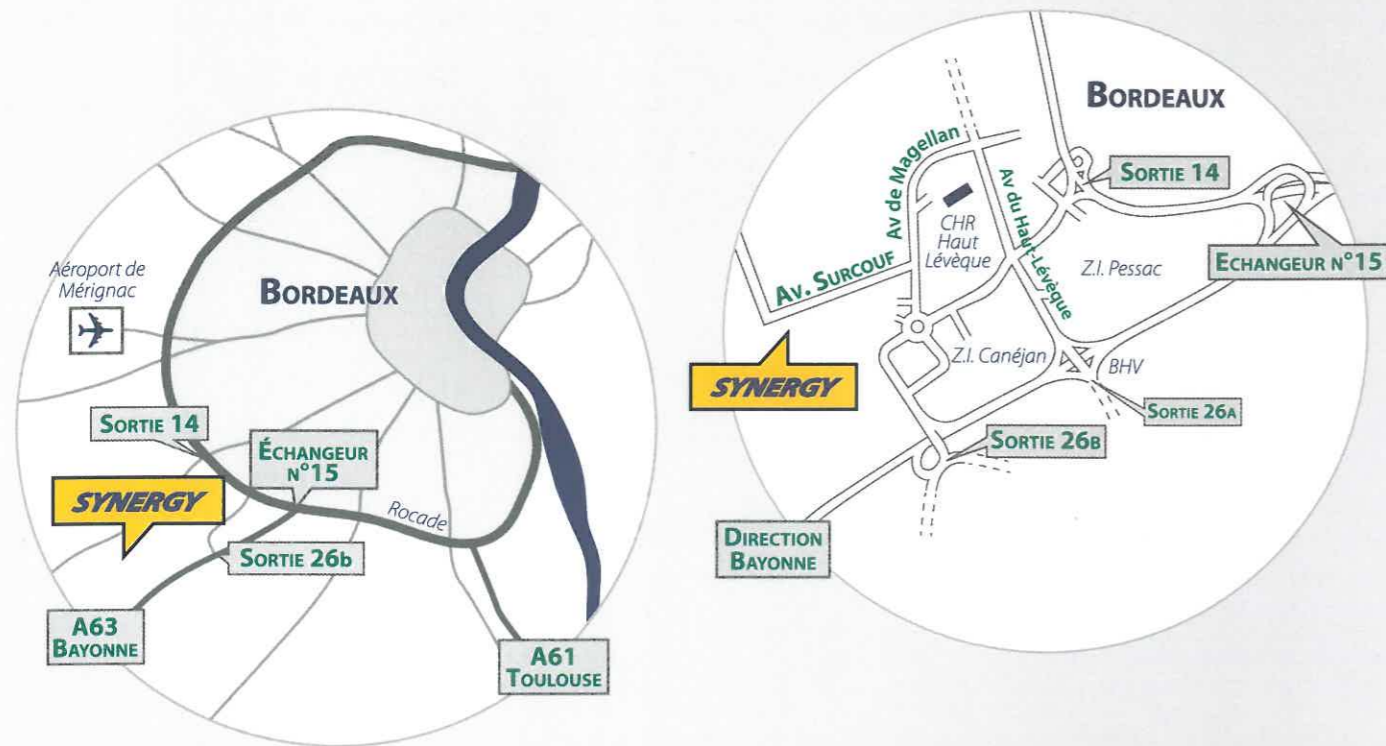 Aéroport de
Mérignac
BORDEAUX
SORTIE 14
ÉCHANGEUR
N°15
SYNERGY
Rocade
SORTIE 26b
A63
BAYONNE
A61
TOULOUSE
BORDEAUX
Av de Magellan
SORTIE 14
Av du Haut-Lévèque
CHR
Haut
Lévèque
Z.I. Pessac
ECHANGEUR N°15
AV. SURCOUF
Z.I. Canéjan
BHV
SYNERGY
SORTIE 26A
SORTIE 26B
DIRECTION
BAYONNE